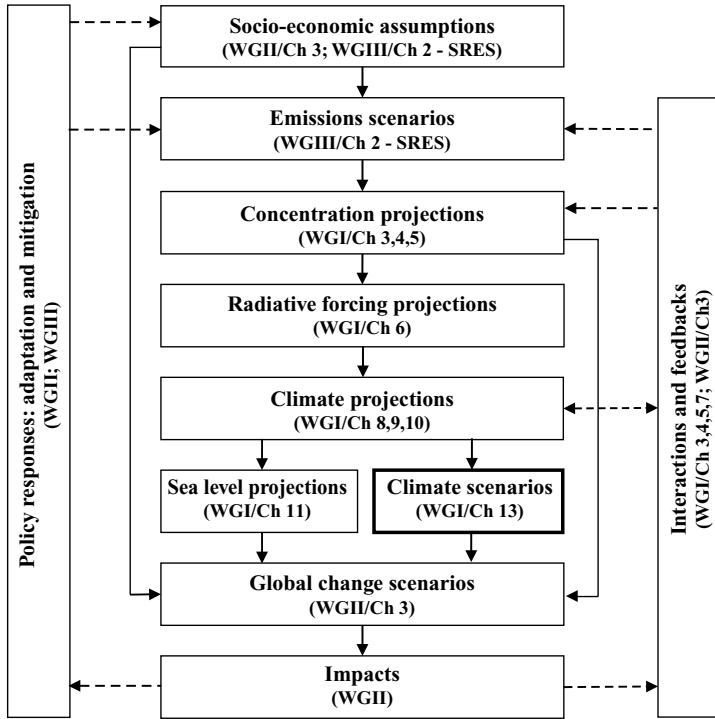 Socio-economic assumptions
(WGII/Ch 3; WGIII/Ch 2 - SRES)
Emissions scenarios
(WGIII/Ch 2 - SRES)
Concentration projections
(WGI/Ch 3,4,5)
Radiative forcing projections
(WGI/Ch 6)
Climate projections
(WGI/Ch 8,9,10)
Sea level projections
(WGI/Ch 11)
Climate scenarios
(WGI/Ch 13)
Global change scenarios
(WGII/Ch 3)
Impacts
(WGII)
Policy responses: adaptation and mitigation
(WGII; WGIII)
Interactions and feedbacks
(WGI/Ch 3,4,5,7; WGII/Ch3)